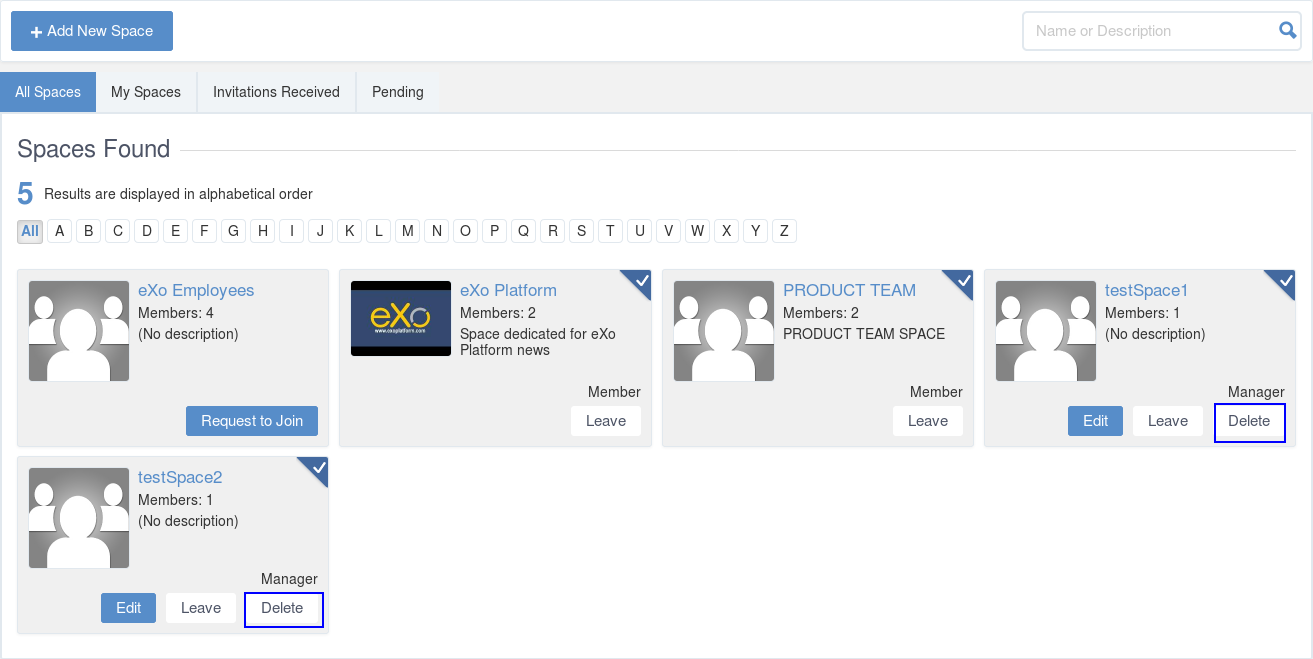 Add New Space
Name or Description
All Spaces My Spaces Invitations Received Pending
Spaces Found
5 Results are displayed in alphabetical order
All A B C D E F G H I J K L M N O P Q R S T U V W X Y Z
eXo Employees
Members: 4
(No description)
Request to Join
eXo
www.exoplatform.com
eXo Platform
Members: 2
Space dedicated for eXo
Platform news
Member
Leave
PRODUCT TEAM
Members: 2
PRODUCT TEAM SPACE
Member
Leave
testSpace1
Members: 1
(No description)
Manager
Edit Leave Delete
testSpace2
Members: 1
(No description)
Manager
Edit Leave Delete